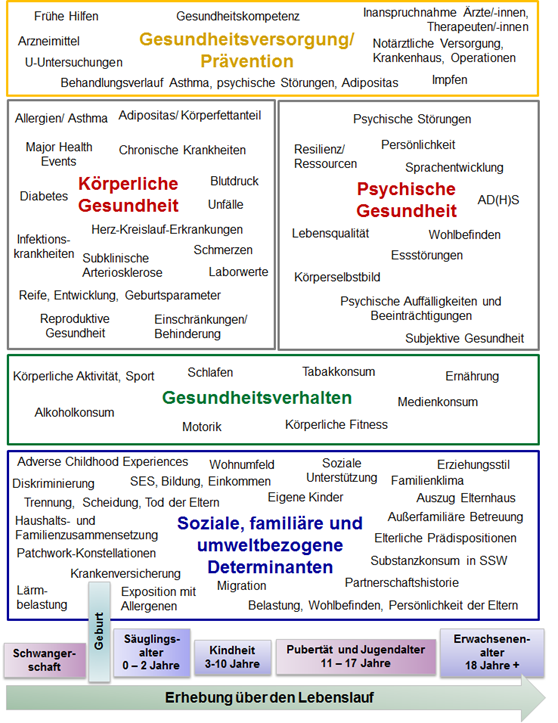 Frühe Hilfen
Gesundheitskompetenz
Inanspruchnahme Ärzte/-innen,
Therapeuten/-innen
Arzneimittel
Gesundheitsversorgung/
Prävention
Notärztliche Versorgung,
Krankenhaus, Operationen
U-Untersuchungen
Behandlungsverlauf Asthma, psychische Störungen, Adipositas
Impfen
Allergien/ Asthma
Adipositas/ Körperfettanteil
Major Health
Events
Chronische Krankheiten
Körperliche
Gesundheit
Blutdruck
Diabetes
Unfälle
Herz-Kreislauf-Erkrankungen
Infektions-
krankheiten
Subklinische
Arteriosklerose
Schmerzen
Laborwerte
Reife, Entwicklung, Geburtsparameter
Reproduktive
Gesundheit
Einschränkungen/
Behinderung
Psychische Störungen
Resilienz/
Ressourcen
Persönlichkeit
Sprachentwicklung
Psychische
Gesundheit
AD(H)S
Lebensqualität
Wohlbefinden
Essstörungen
Körperselbstbild
Psychische Auffälligkeiten und
Beeinträchtigungen
Subjektive Gesundheit
Körperliche Aktivität, Sport
Schlafen
Tabakkonsum
Ernährung
Gesundheitsverhalten
Medienkonsum
Alkoholkonsum
Motorik
Körperliche Fitness
Adverse Childhood Experiences
Wohnumfeld
Soziale
Unterstützung
Erziehungsstil
Familienklima
Diskriminierung
SES, Bildung, Einkommen
Trennung, Scheidung, Tod der Eltern
Eigene Kinder
Auszug Elternhaus
Haushalts- und
Familienzusammensetzung
Soziale, familiäre und
umweltbezogene
Determinanten
Außerfamiliäre Betreuung
Elterliche Prädispositionen
Patchwork-Konstellationen
Substanzkonsum in SSW
Krankenversicherung
Partnerschaftshistorie
Lärm-
belastung
Exposition mit
Allergenen
Migration
Belastung, Wohlbefinden, Persönlichkeit der Eltern
Schwanger-
schaft
Geburt
Säuglings-
alter
0 – 2 Jahre
Kindheit
3-10 Jahre
Pubertät und Jugendalter
11 – 17 Jahre
Erwachsenen-
alter
18 Jahre +
Erhebung über den Lebenslauf